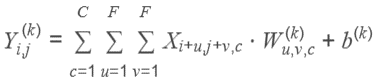 Y_{i,j}^{(k)} = \sum_{c=1}^{C} \sum_{u=1}^{F} \sum_{v=1}^{F} X_{i+u,j+v,c} \cdot W_{u,v,c}^{(k)} + b^{(k)}